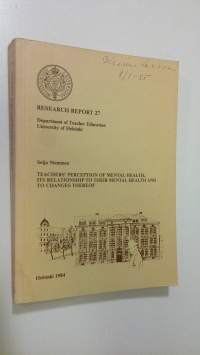 RESEARCH REPORT 27
Department of Teacher Education
University of Helsinki
Seija Nummenmaa
TEACHERS' PERCEPTION OF MENTAL HEALTH,
ITS RELATIONSHIP TO THEIR MENTAL HEALTH AND
TO CHANGES THEREOF
Helsinki 1984